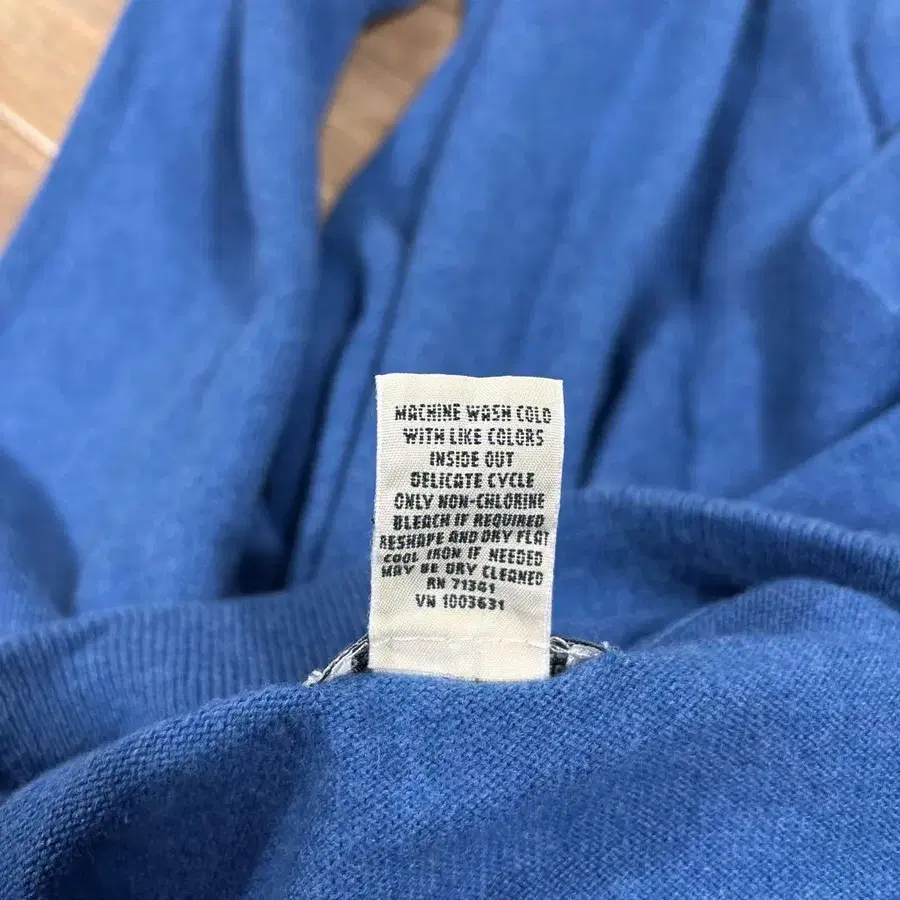 MACHINE WASH COLD
WITH LIKE COLORS
INSIDE OUT
DELICATE CYCLE
ONLY NON-CHLORINE
BLEACH IF REQUIRED
RESHAPE AND DRY FLAT
COOL IRON IF NEEDED
MAY BE DRY CLEANED
RN 71341
VN 1003631